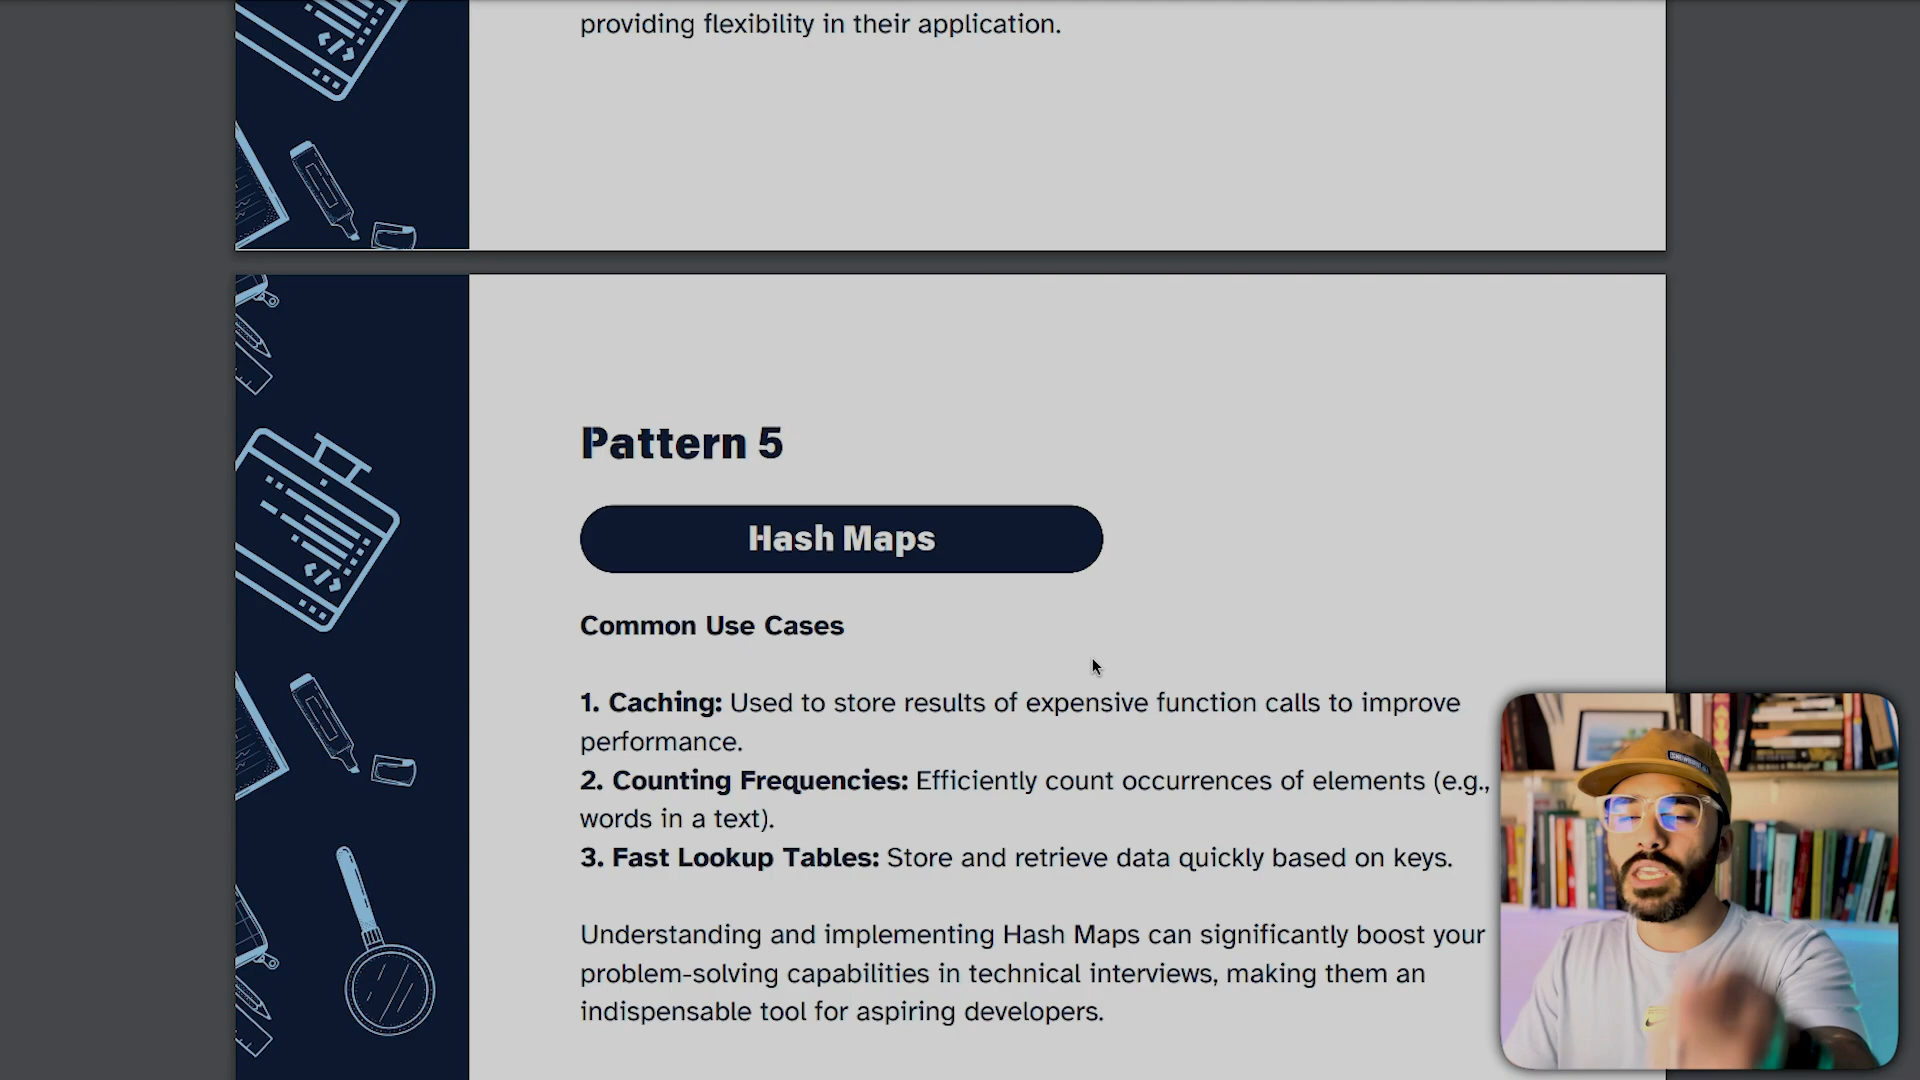 providing flexibility in their application.
Pattern 5
Hash Maps
Common Use Cases
1. Caching: Used to store results of expensive function calls to improve
performance.
2. Counting Frequencies: Efficiently count occurrences of elements (e.g.,
words in a text).
3. Fast Lookup Tables: Store and retrieve data quickly based on keys.
Understanding and implementing Hash Maps can significantly boost your
problem-solving capabilities in technical interviews, making them an
indispensable tool for aspiring developers.